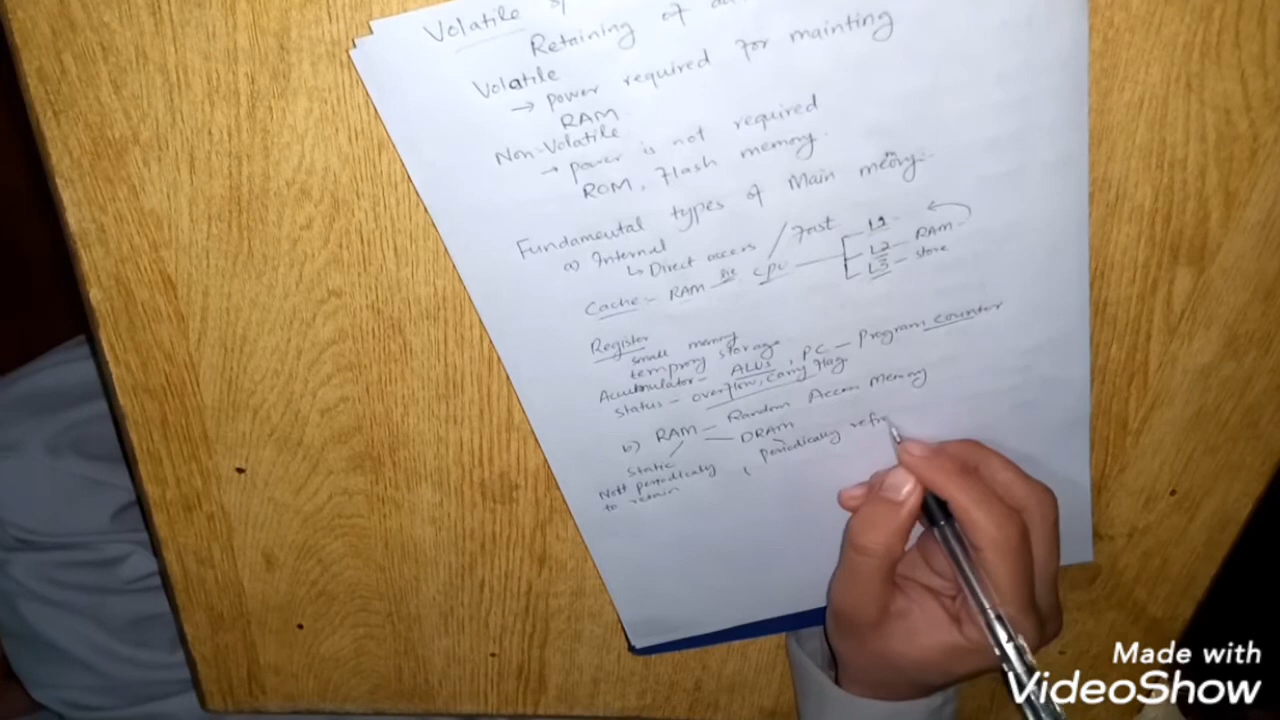 Volatile
Retaining of
Volatile
→ power required for mainting
RAM
Non-Volatile
→ power is not required
ROM, Flash memory.
Fundamental types of Main memory:-
a) Internal
↳ Direct access / Fast
Cache:- RAM CPU L1 L2 L3 - RAM store
Register
small memory
temprory storage
Accumulator - ALUs, PC - Program counter
Status - overflow, carry flag.
b) RAM - Random Access Memory
- DRAM
Static periodically refre
Nott periodically
to retain
Made with
VideoShow